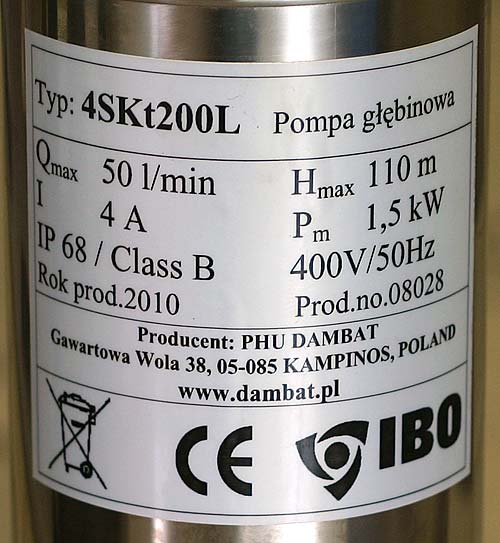 Typ: 4SKt200L Pompa głębinowa
Qmax 50 l/min Hmax 110 m
I 4 A Pm 1,5 kW
IP 68 / Class B 400V/50Hz
Rok prod.2010 Prod.no.08028
Producent: PHU DAMBAT
Gawartowa Wola 38, 05-085 KAMPINOS, POLAND
www.dambat.pl
CE IBO